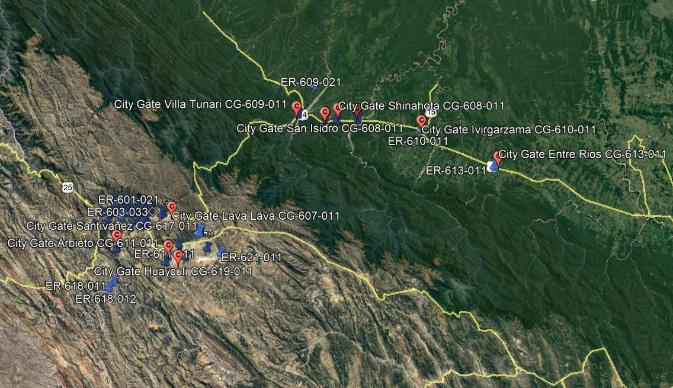 ER-609-021
City Gate Villa Tunari CG-609-011
City Gate Shinahota CG-608-011
4
City Gate San Isidro CG-608-011
15
City Gate Ivirgarzama CG-610-011
ER-610-011
City Gate Entre Rios CG-613-011
ER-613-011
25
ER-601-021
ER-603-033
City Gate Lava Lava CG-607-011
City Gate Santivañez CG-617-011
City Gate Arbieto CG-611-011
ER-621-011
City Gate Huayculi CG-619-011
ER-618-011
ER-618-012